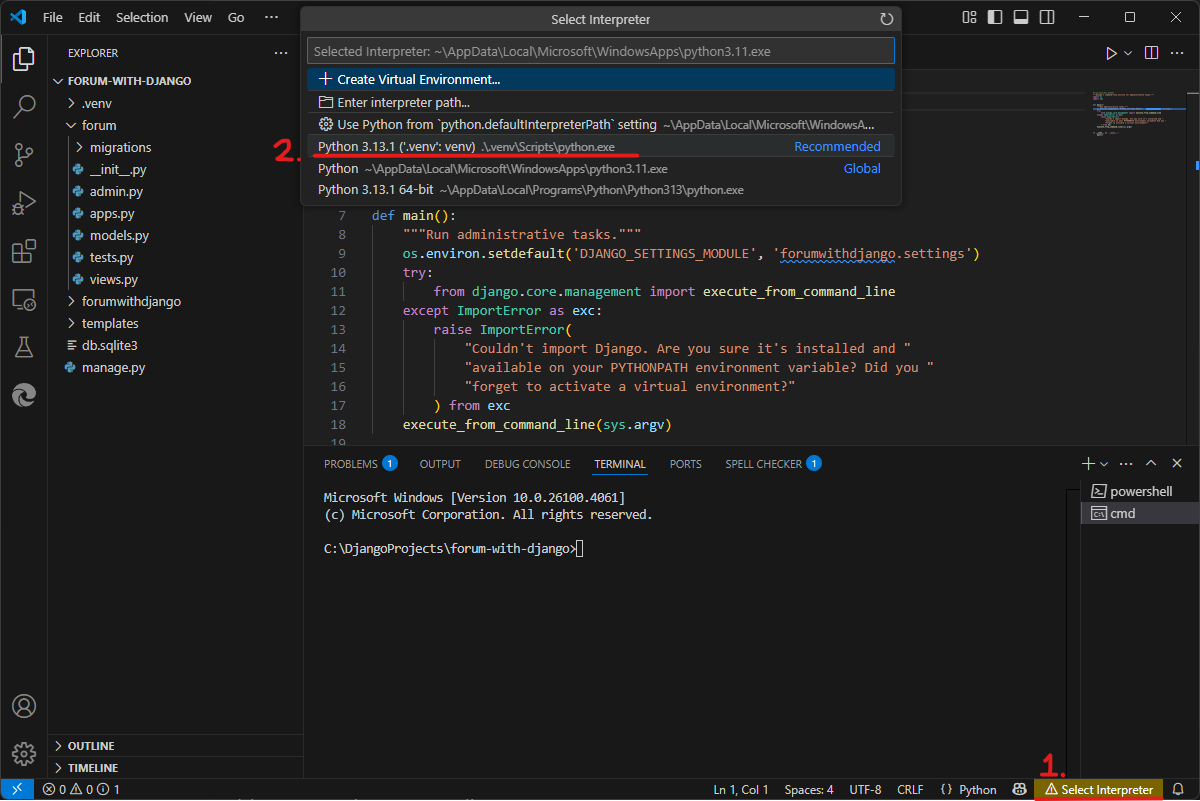 File Edit Selection View Go ···
Select Interpreter
Selected Interpreter: ~\AppData\Local\Microsoft\WindowsApps\python3.11.exe
Create Virtual Environment...
Enter interpreter path...
Use Python from `python.defaultInterpreterPath` setting ~\AppData\Local\Microsoft\WindowsA...
2.
Python 3.13.1 ('.venv': venv) .\.venv\Scripts\python.exe Recommended
Python ~\AppData\Local\Microsoft\WindowsApps\python3.11.exe Global
Python 3.13.1 64-bit ~\AppData\Local\Programs\Python\Python313\python.exe
EXPLORER
FORUM-WITH-DJANGO
.venv
forum
migrations
__init__.py
admin.py
apps.py
models.py
tests.py
views.py
forumwithdjango
templates
db.sqlite3
manage.py
OUTLINE
TIMELINE
7 def main():
8 """Run administrative tasks."""
9 os.environ.setdefault('DJANGO_SETTINGS_MODULE', 'forumwithdjango.settings')
10 try:
11 from django.core.management import execute_from_command_line
12 except ImportError as exc:
13 raise ImportError(
14 "Couldn't import Django. Are you sure it's installed and "
15 "available on your PYTHONPATH environment variable? Did you "
16 "forget to activate a virtual environment?"
17 ) from exc
18 execute_from_command_line(sys.argv)
19
PROBLEMS 1 OUTPUT DEBUG CONSOLE TERMINAL PORTS SPELL CHECKER 1
Microsoft Windows [Version 10.0.26100.4061]
(c) Microsoft Corporation. All rights reserved.
C:\DjangoProjects\forum-with-django>
powershell
cmd
1.
0 0 1 Ln 1, Col 1 Spaces: 4 UTF-8 CRLF { } Python Select Interpreter